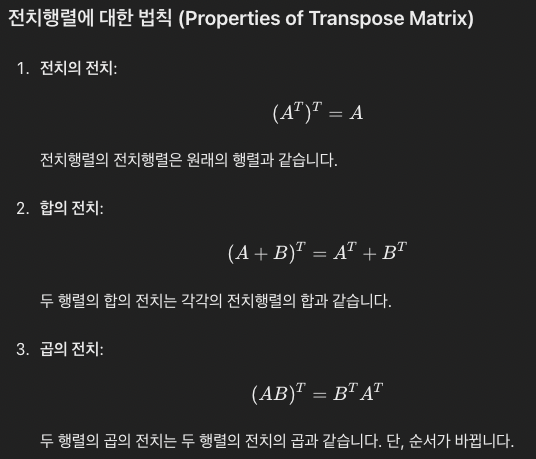 전치행렬에 대한 법칙 (Properties of Transpose Matrix)
1. 전치의 전치:
(A^T)^T = A
전치행렬의 전치행렬은 원래의 행렬과 같습니다.
2. 합의 전치:
(A + B)^T = A^T + B^T
두 행렬의 합의 전치는 각각의 전치행렬의 합과 같습니다.
3. 곱의 전치:
(AB)^T = B^T A^T
두 행렬의 곱의 전치는 두 행렬의 전치의 곱과 같습니다. 단, 순서가 바뀝니다.